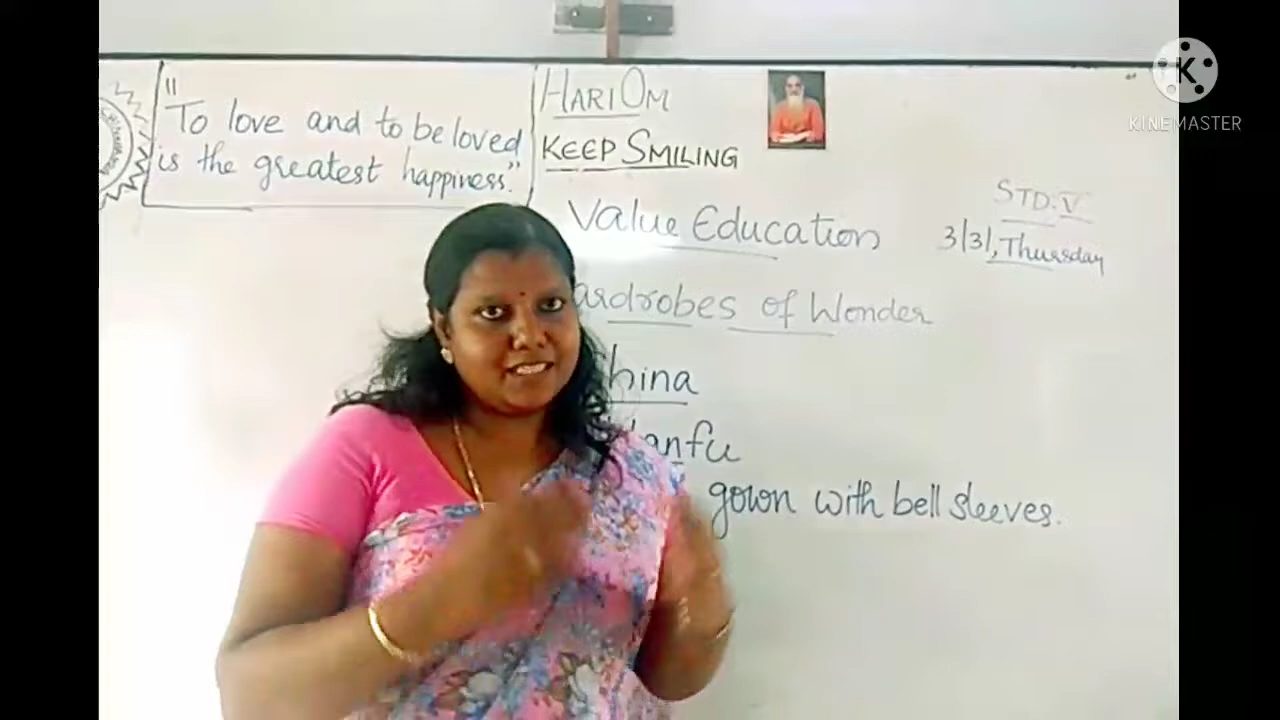 "To love and to be loved
is the greatest happiness."
HARI OM
KEEP SMILING
KINEMASTER
Value Education
STD: V
3/3/, Thursday
ardrobes of Wonder
hina
anfu
gown with bell sleeves.